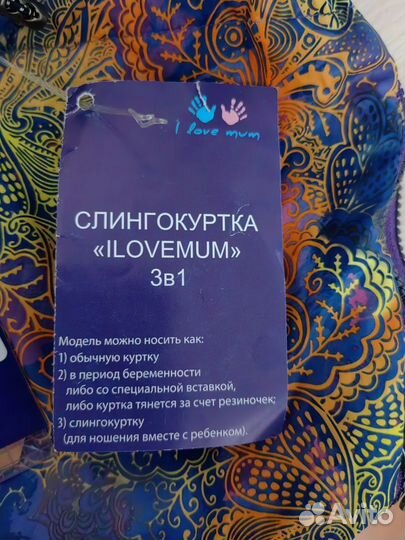 i love mum
СЛИНГОКУРТКА
«ILOVEMUM»
3в1
Модель можно носить как:
1) обычную куртку
2) в период беременности
либо со специальной вставкой,
либо куртка тянется за счет резиночек;
3) слингокуртку
(для ношения вместе с ребенком).
Avito